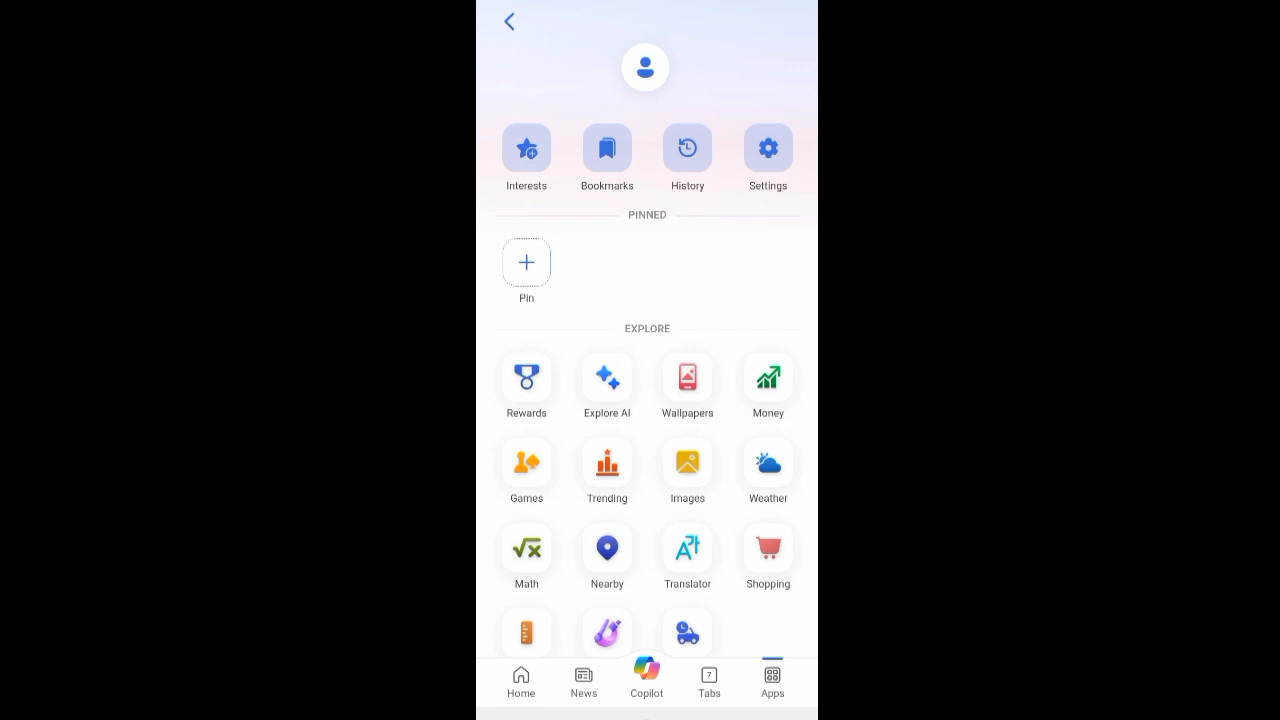 Interests Bookmarks History Settings
PINNED
Pin
EXPLORE
Rewards Explore AI Wallpapers Money
Games Trending Images Weather
Math Nearby Translator Shopping
7
Home News Copilot Tabs Apps